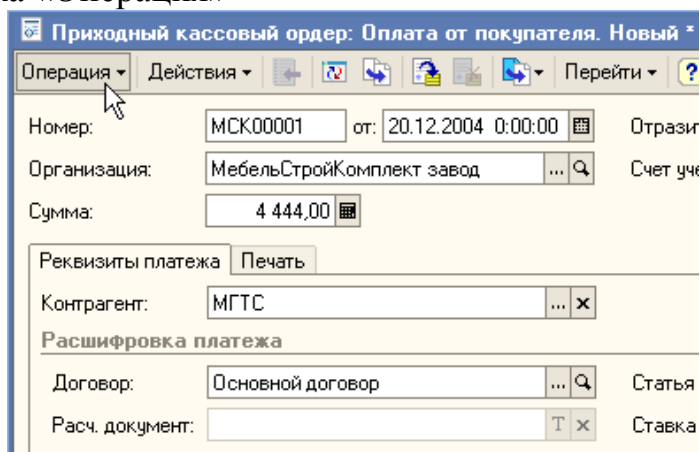 «Операция»
Приходный кассовый ордер: Оплата от покупателя. Новый *
Операция Действия Перейти ?
Номер: МСК00001 от: 20.12.2004 0:00:00
Организация: МебельСтройКомплект завод ...
Сумма: 4 444,00
Реквизиты платежа Печать
Контрагент: МГТС ... x
Расшифровка платежа
Договор: Основной договор ... Статья
Расч. документ: T x Ставка